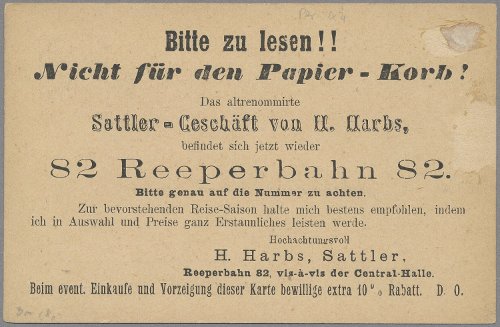 Bitte zu lesen!!
Nicht für den Papier-Korb!
Das altrenommirte
Sattler-Geschäft von H. Harbs,
befindet sich jetzt wieder
82 Reeperbahn 82.
Bitte genau auf die Nummer zu achten.
Zur bevorstehenden Reise-Saison halte mich bestens empfohlen, indem
ich in Auswahl und Preise ganz Erstaunliches leisten werde.
Hochachtungsvoll
H. Harbs, Sattler,
Reeperbahn 82, vis-à-vis der Central-Halle.
Beim event. Einkaufe und Vorzeigung dieser Karte bewillige extra 10% Rabatt. D. O.